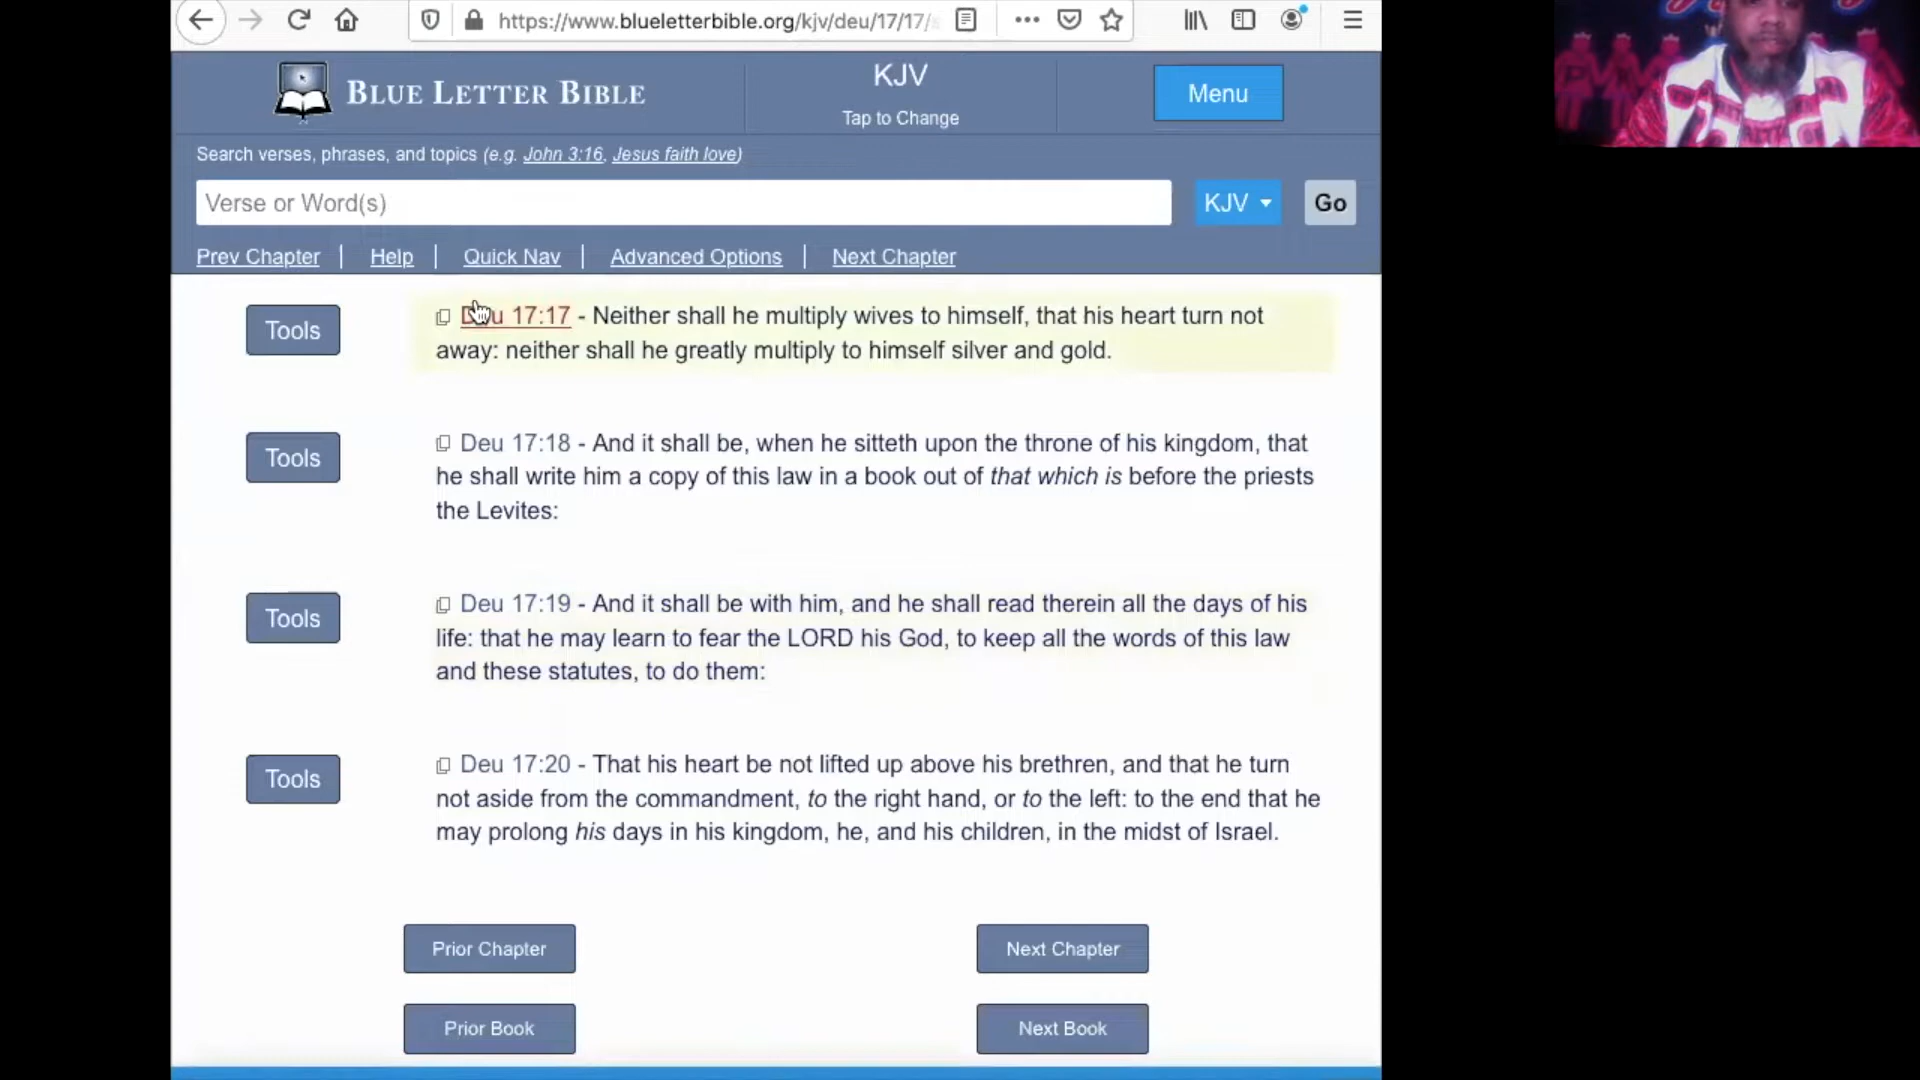 https://www.blueletterbible.org/kjv/deu/17/17/
BLUE LETTER BIBLE
KJV
Tap to Change
Menu
Search verses, phrases, and topics (e.g. John 3:16, Jesus faith love)
Verse or Word(s)
KJV
Go
Prev Chapter | Help | Quick Nav | Advanced Options | Next Chapter
Tools
Deu 17:17 - Neither shall he multiply wives to himself, that his heart turn not
away: neither shall he greatly multiply to himself silver and gold.
Tools
Deu 17:18 - And it shall be, when he sitteth upon the throne of his kingdom, that
he shall write him a copy of this law in a book out of that which is before the priests
the Levites:
Tools
Deu 17:19 - And it shall be with him, and he shall read therein all the days of his
life: that he may learn to fear the LORD his God, to keep all the words of this law
and these statutes, to do them:
Tools
Deu 17:20 - That his heart be not lifted up above his brethren, and that he turn
not aside from the commandment, to the right hand, or to the left: to the end that he
may prolong his days in his kingdom, he, and his children, in the midst of Israel.
Prior Chapter
Next Chapter
Prior Book
Next Book